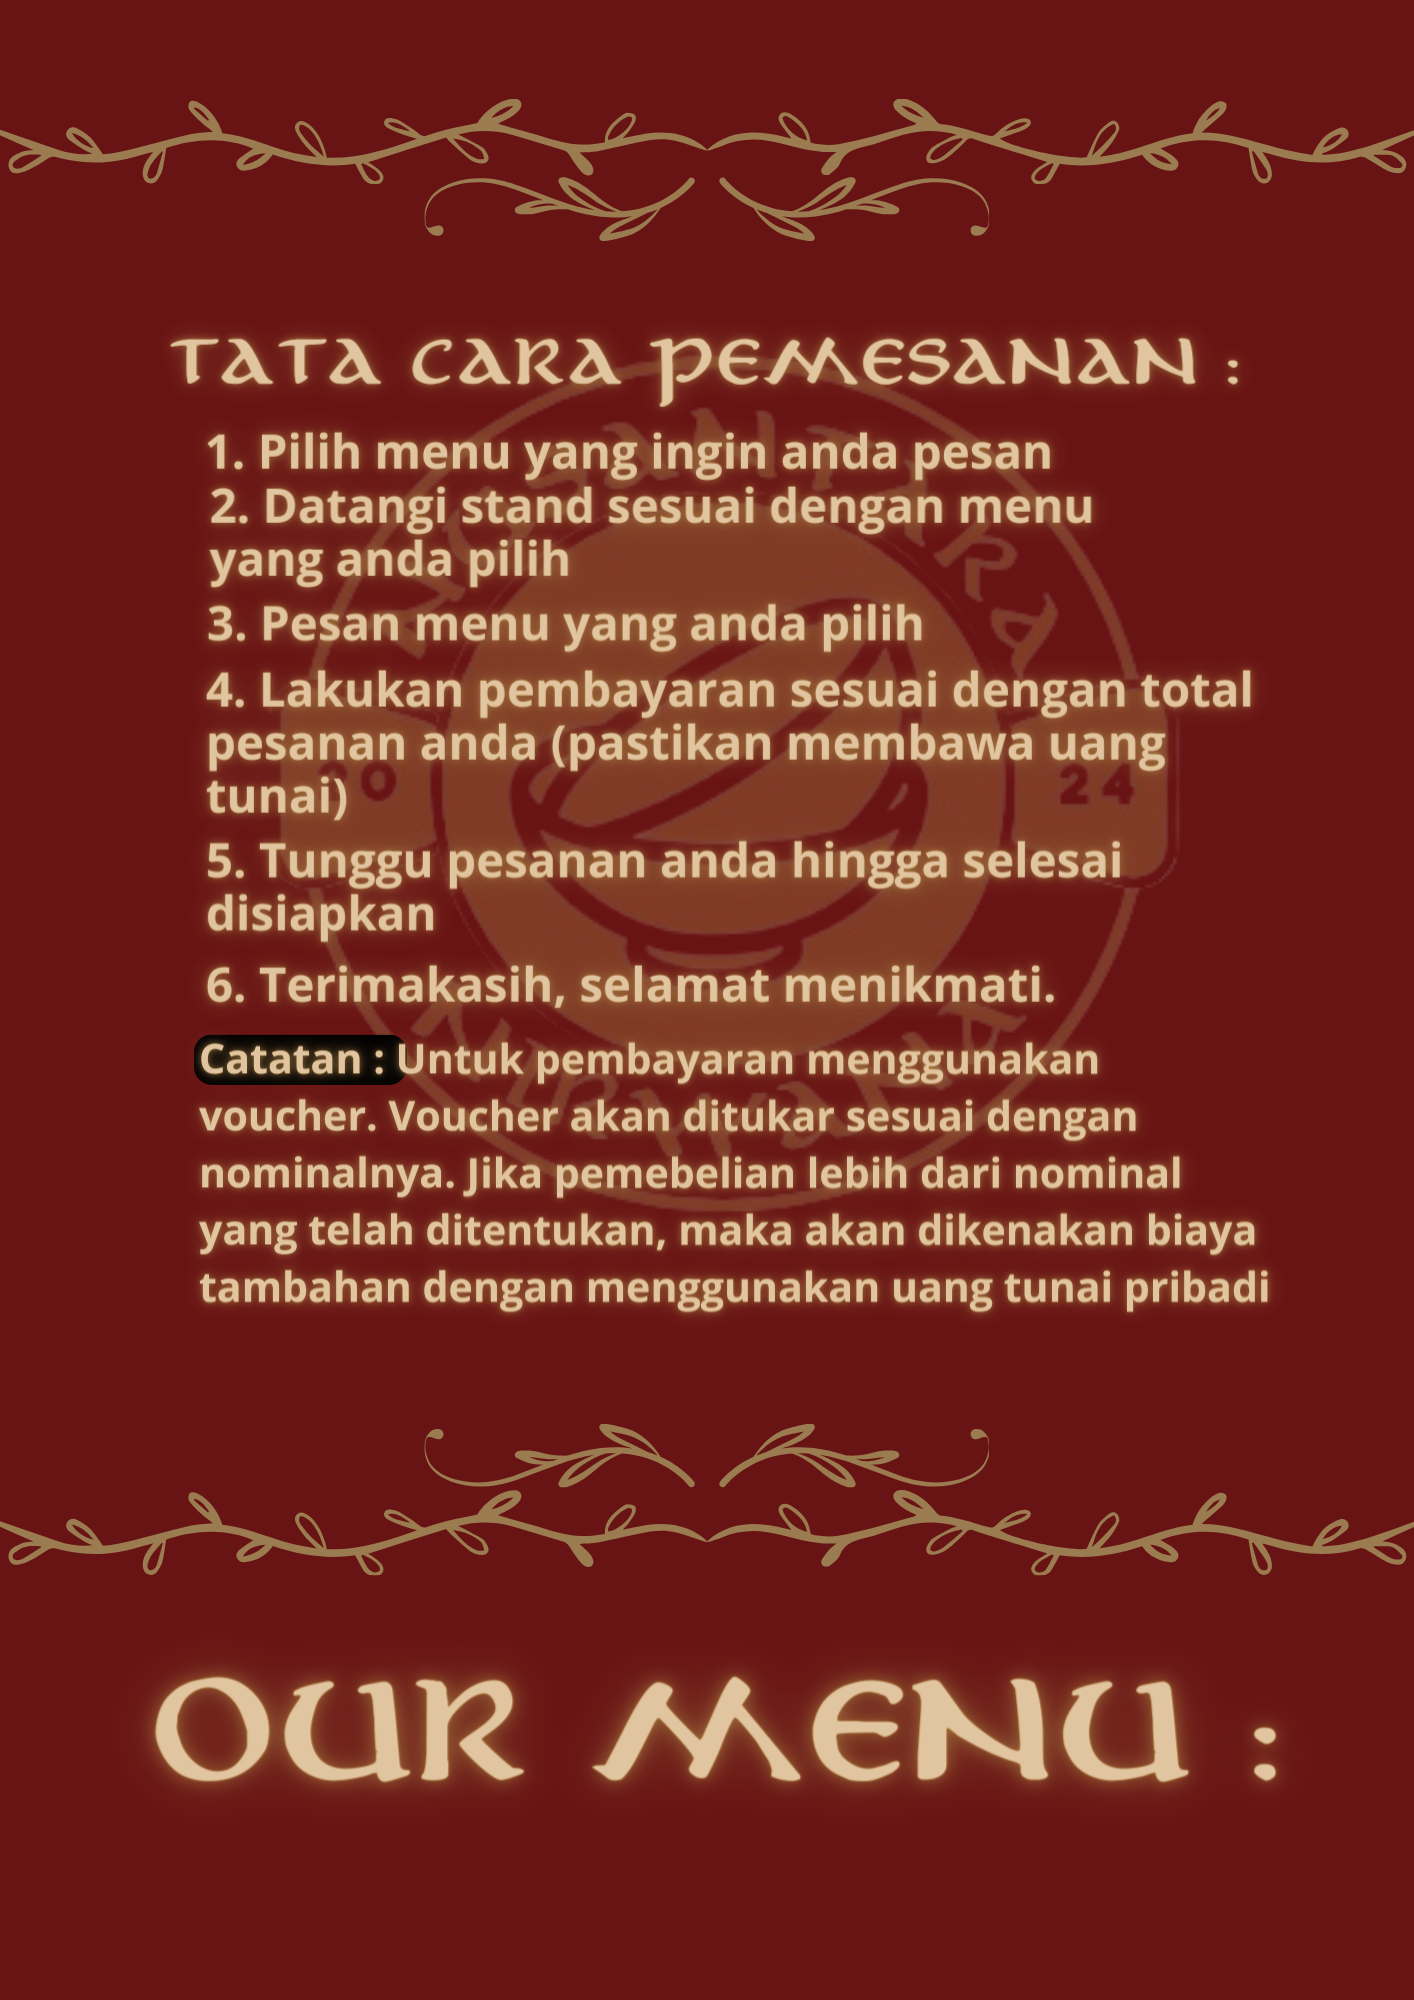 TATA CARA PEMESANAN :
1. Pilih menu yang ingin anda pesan
2. Datangi stand sesuai dengan menu
yang anda pilih
3. Pesan menu yang anda pilih
4. Lakukan pembayaran sesuai dengan total
pesanan anda (pastikan membawa uang
tunai)
5. Tunggu pesanan anda hingga selesai
disiapkan
6. Terimakasih, selamat menikmati.
Catatan : Untuk pembayaran menggunakan
voucher. Voucher akan ditukar sesuai dengan
nominalnya. Jika pemebelian lebih dari nominal
yang telah ditentukan, maka akan dikenakan biaya
tambahan dengan menggunakan uang tunai pribadi
20
24
NIRWANA
OUR MENU :